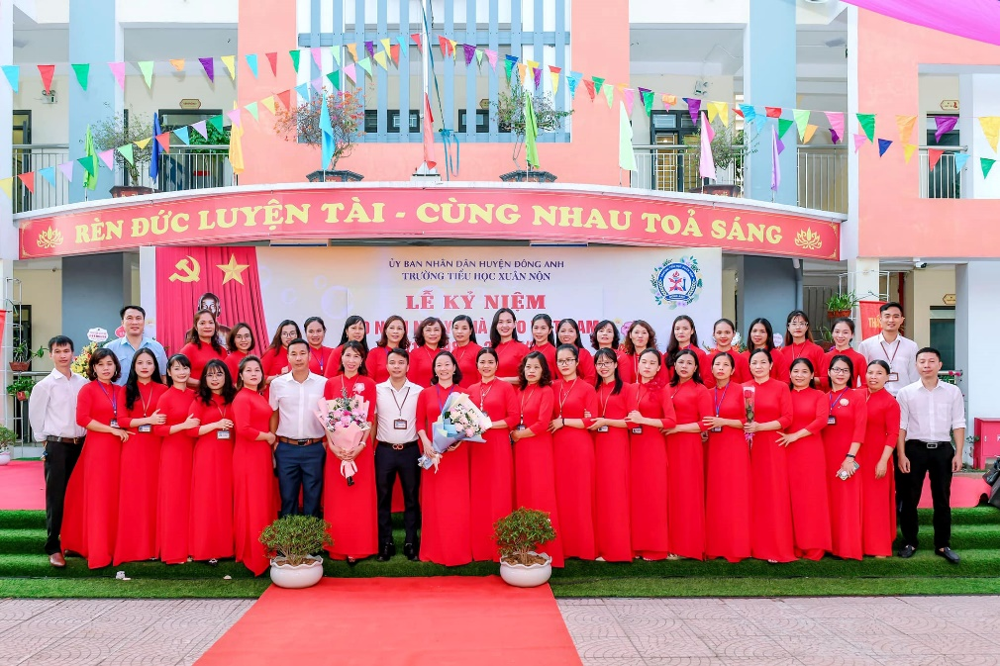 RÈN ĐỨC LUYỆN TÀI - CÙNG NHAU TOẢ SÁNG
ỦY BAN NHÂN DÂN HUYỆN ĐÔNG ANH
TRƯỜNG TIỂU HỌC XUÂN NỘN
LỄ KỶ NIỆM